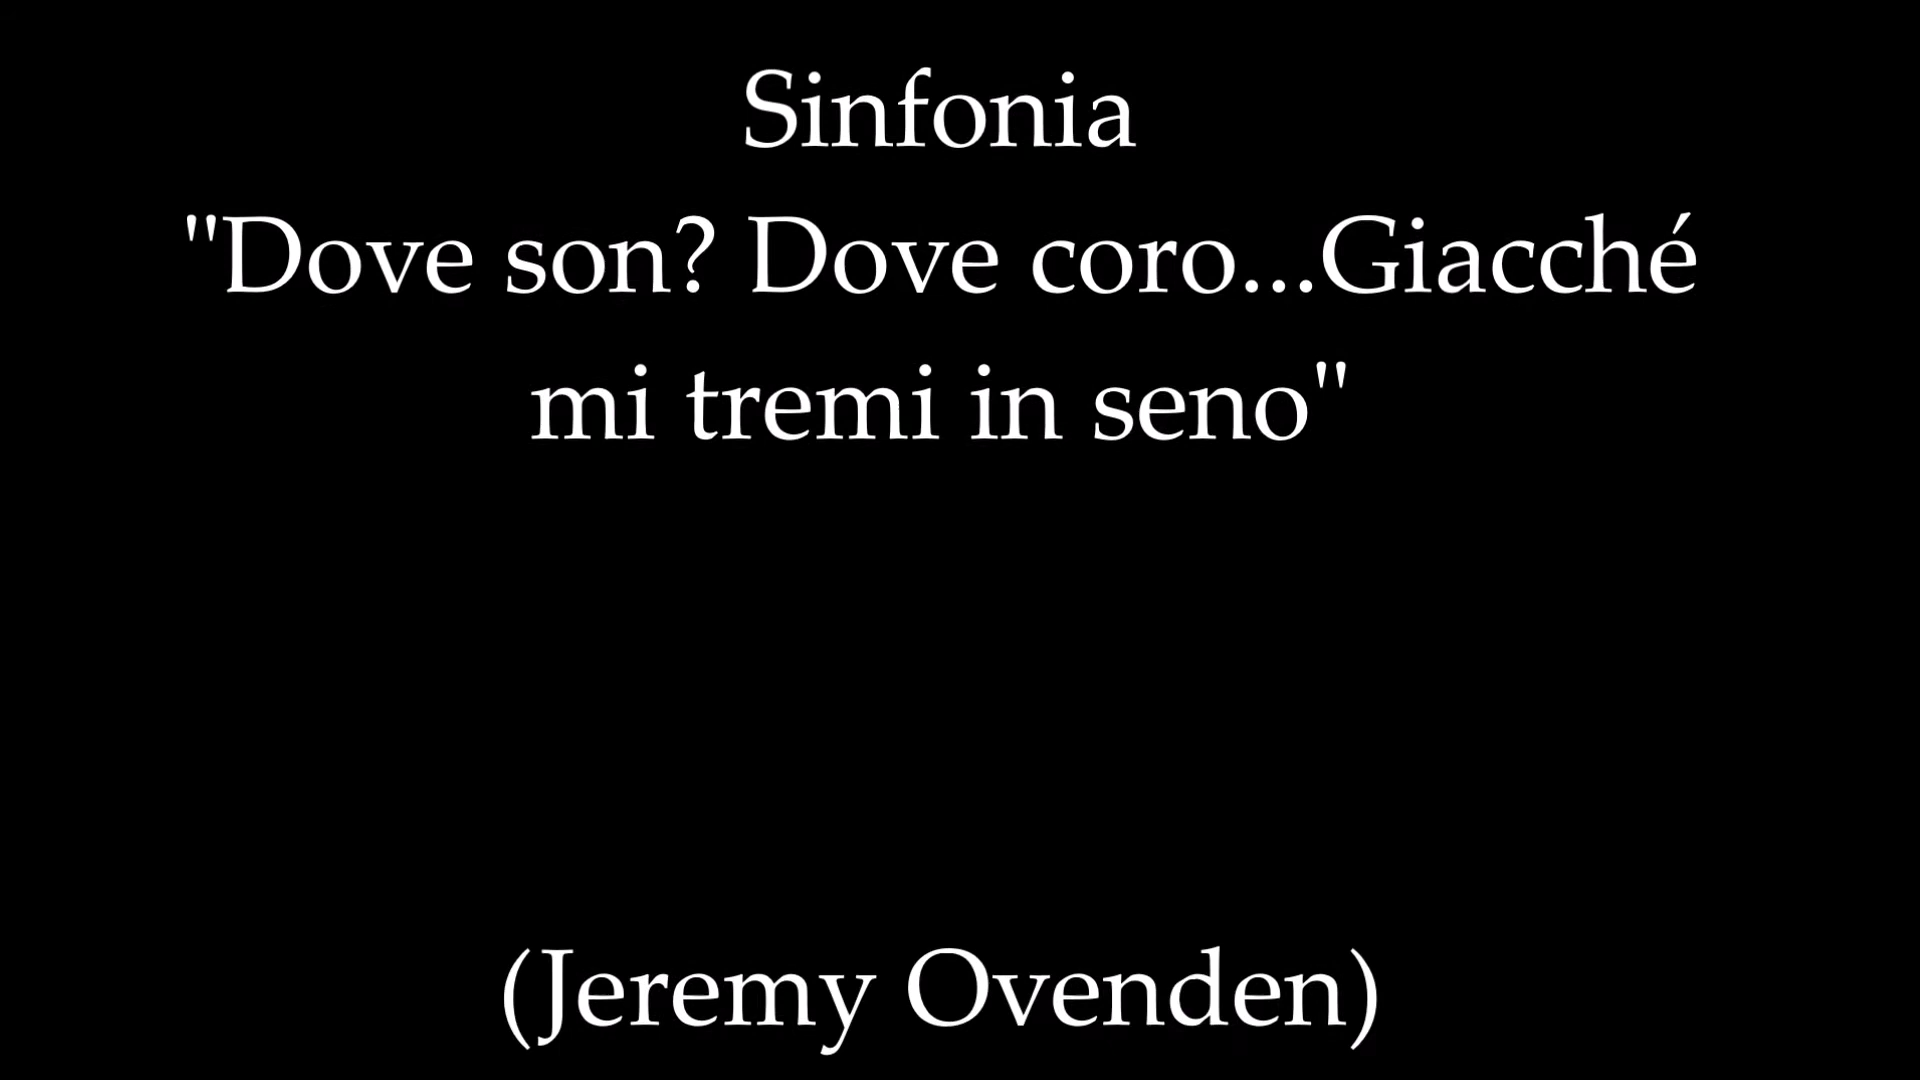 Sinfonia
"Dove son? Dove coro...Giacché
mi tremi in seno"
(Jeremy Ovenden)